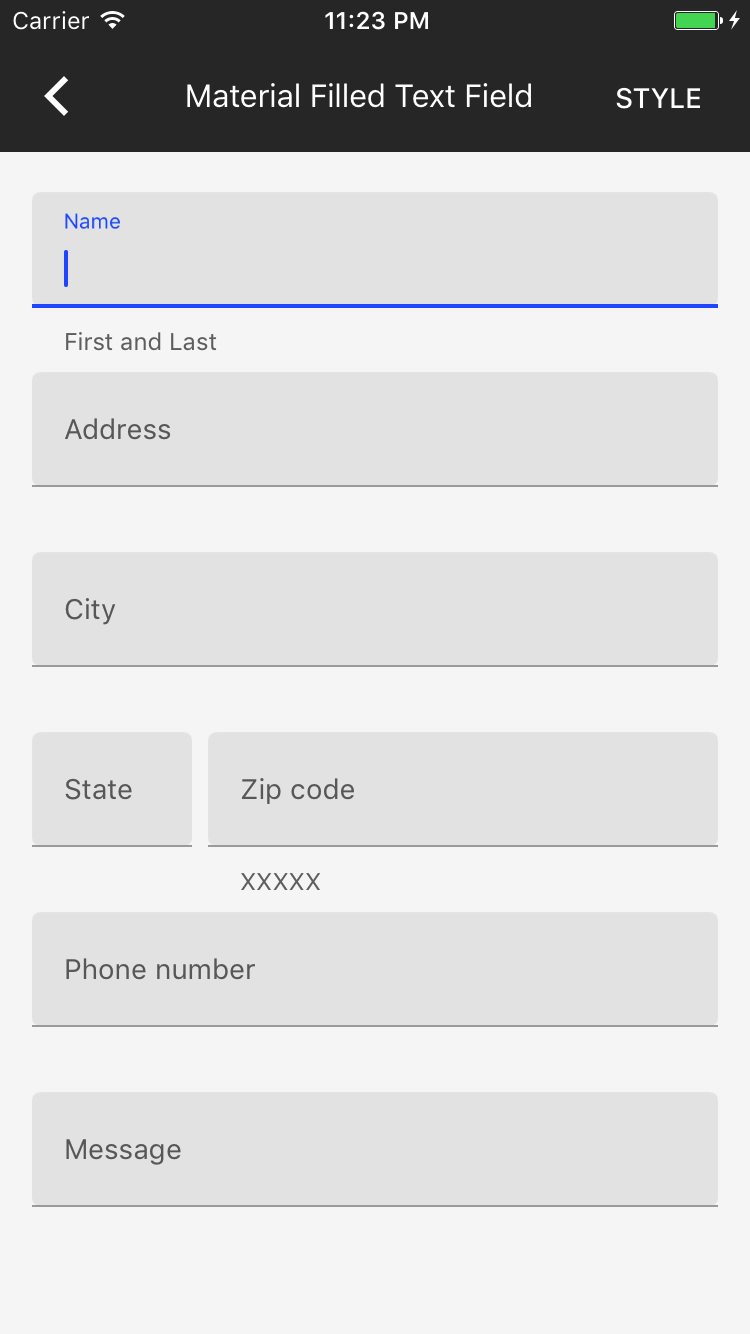 Carrier 11:23 PM
Material Filled Text Field STYLE
Name
First and Last
Address
City
State Zip code
XXXXX
Phone number
Message